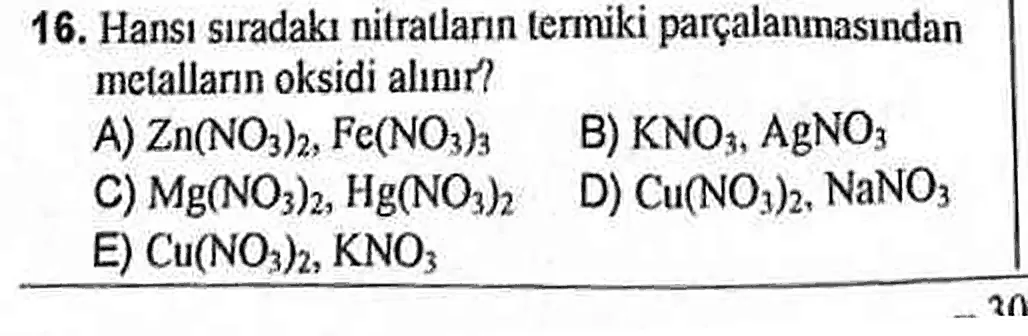 16. Hansı sıradakı nitratların termiki parçalanmasından
metalların oksidi alınır?
A) Zn(NO₃)₂, Fe(NO₃)₃ B) KNO₃, AgNO₃
C) Mg(NO₃)₂, Hg(NO₃)₂ D) Cu(NO₃)₂, NaNO₃
E) Cu(NO₃)₂, KNO₃